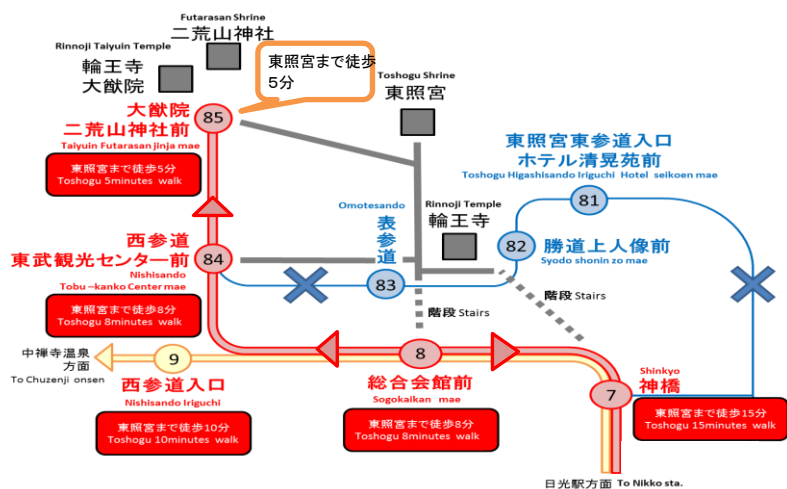 Futarasan Shrine
二荒山神社
Rinnoji Taiyuin Temple
輪王寺
大猷院
東照宮まで徒歩
5分
Toshogu Shrine
東照宮
大猷院
二荒山神社前
Taiyuin Futarasan jinja mae
85
東照宮まで徒歩5分
Toshogu 5minutes walk
東照宮東参道入口
ホテル清晃苑前
Toshogu Higashisando Iriguchi Hotel seikoen mae
81
Omotesando
表参道
83
Rinnoji Temple
輪王寺
82
勝道上人像前
Syodo shonin zo mae
西参道
東武観光センター前
Nishisando
Tobu –kanko Center mae
84
東照宮まで徒歩8分
Toshogu 8minutes walk
階段 Stairs
階段 Stairs
中禅寺温泉
方面
To Chuzenji onsen
9
西参道入口
Nishisando Iriguchi
東照宮まで徒歩10分
Toshogu 10minutes walk
8
総合会館前
Sogokaikan mae
東照宮まで徒歩8分
Toshogu 8minutes walk
7
Shinkyo
神橋
東照宮まで徒歩15分
Toshogu 15minutes walk
日光駅方面 To Nikko sta.